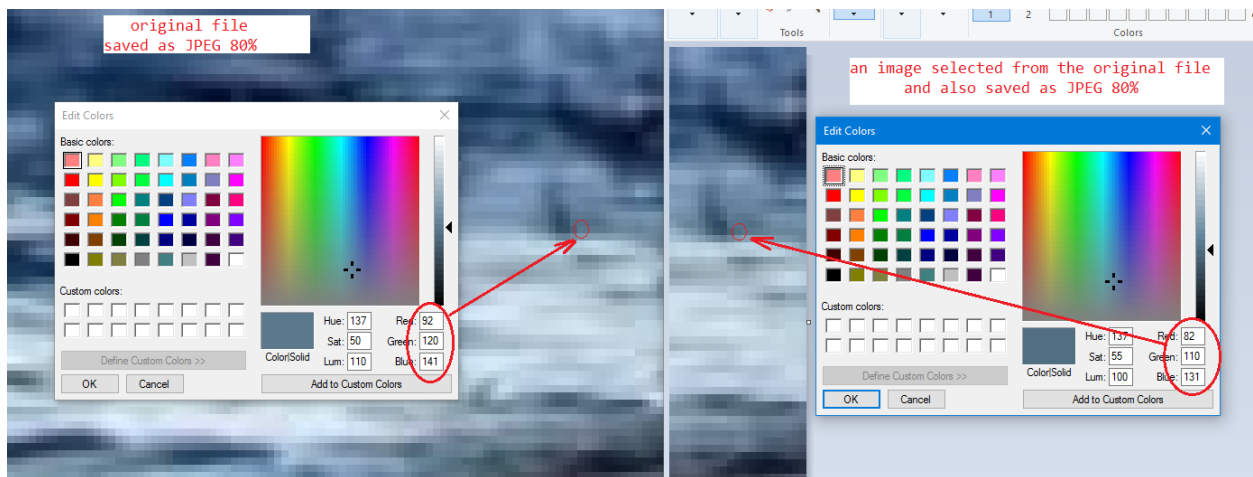 original file
saved as JPEG 80%
Edit Colors
Basic colors:
Custom colors:
Define Custom Colors >>
OK Cancel
Color|Solid
Hue: 137 Red: 92
Sat: 50 Green: 120
Lum: 110 Blue: 141
Add to Custom Colors
Tools
1 2
Colors
an image selected from the original file
and also saved as JPEG 80%
Edit Colors
Basic colors:
Custom colors:
Define Custom Colors >>
OK Cancel
Color|Solid
Hue: 137 Red: 82
Sat: 55 Green: 110
Lum: 100 Blue: 131
Add to Custom Colors